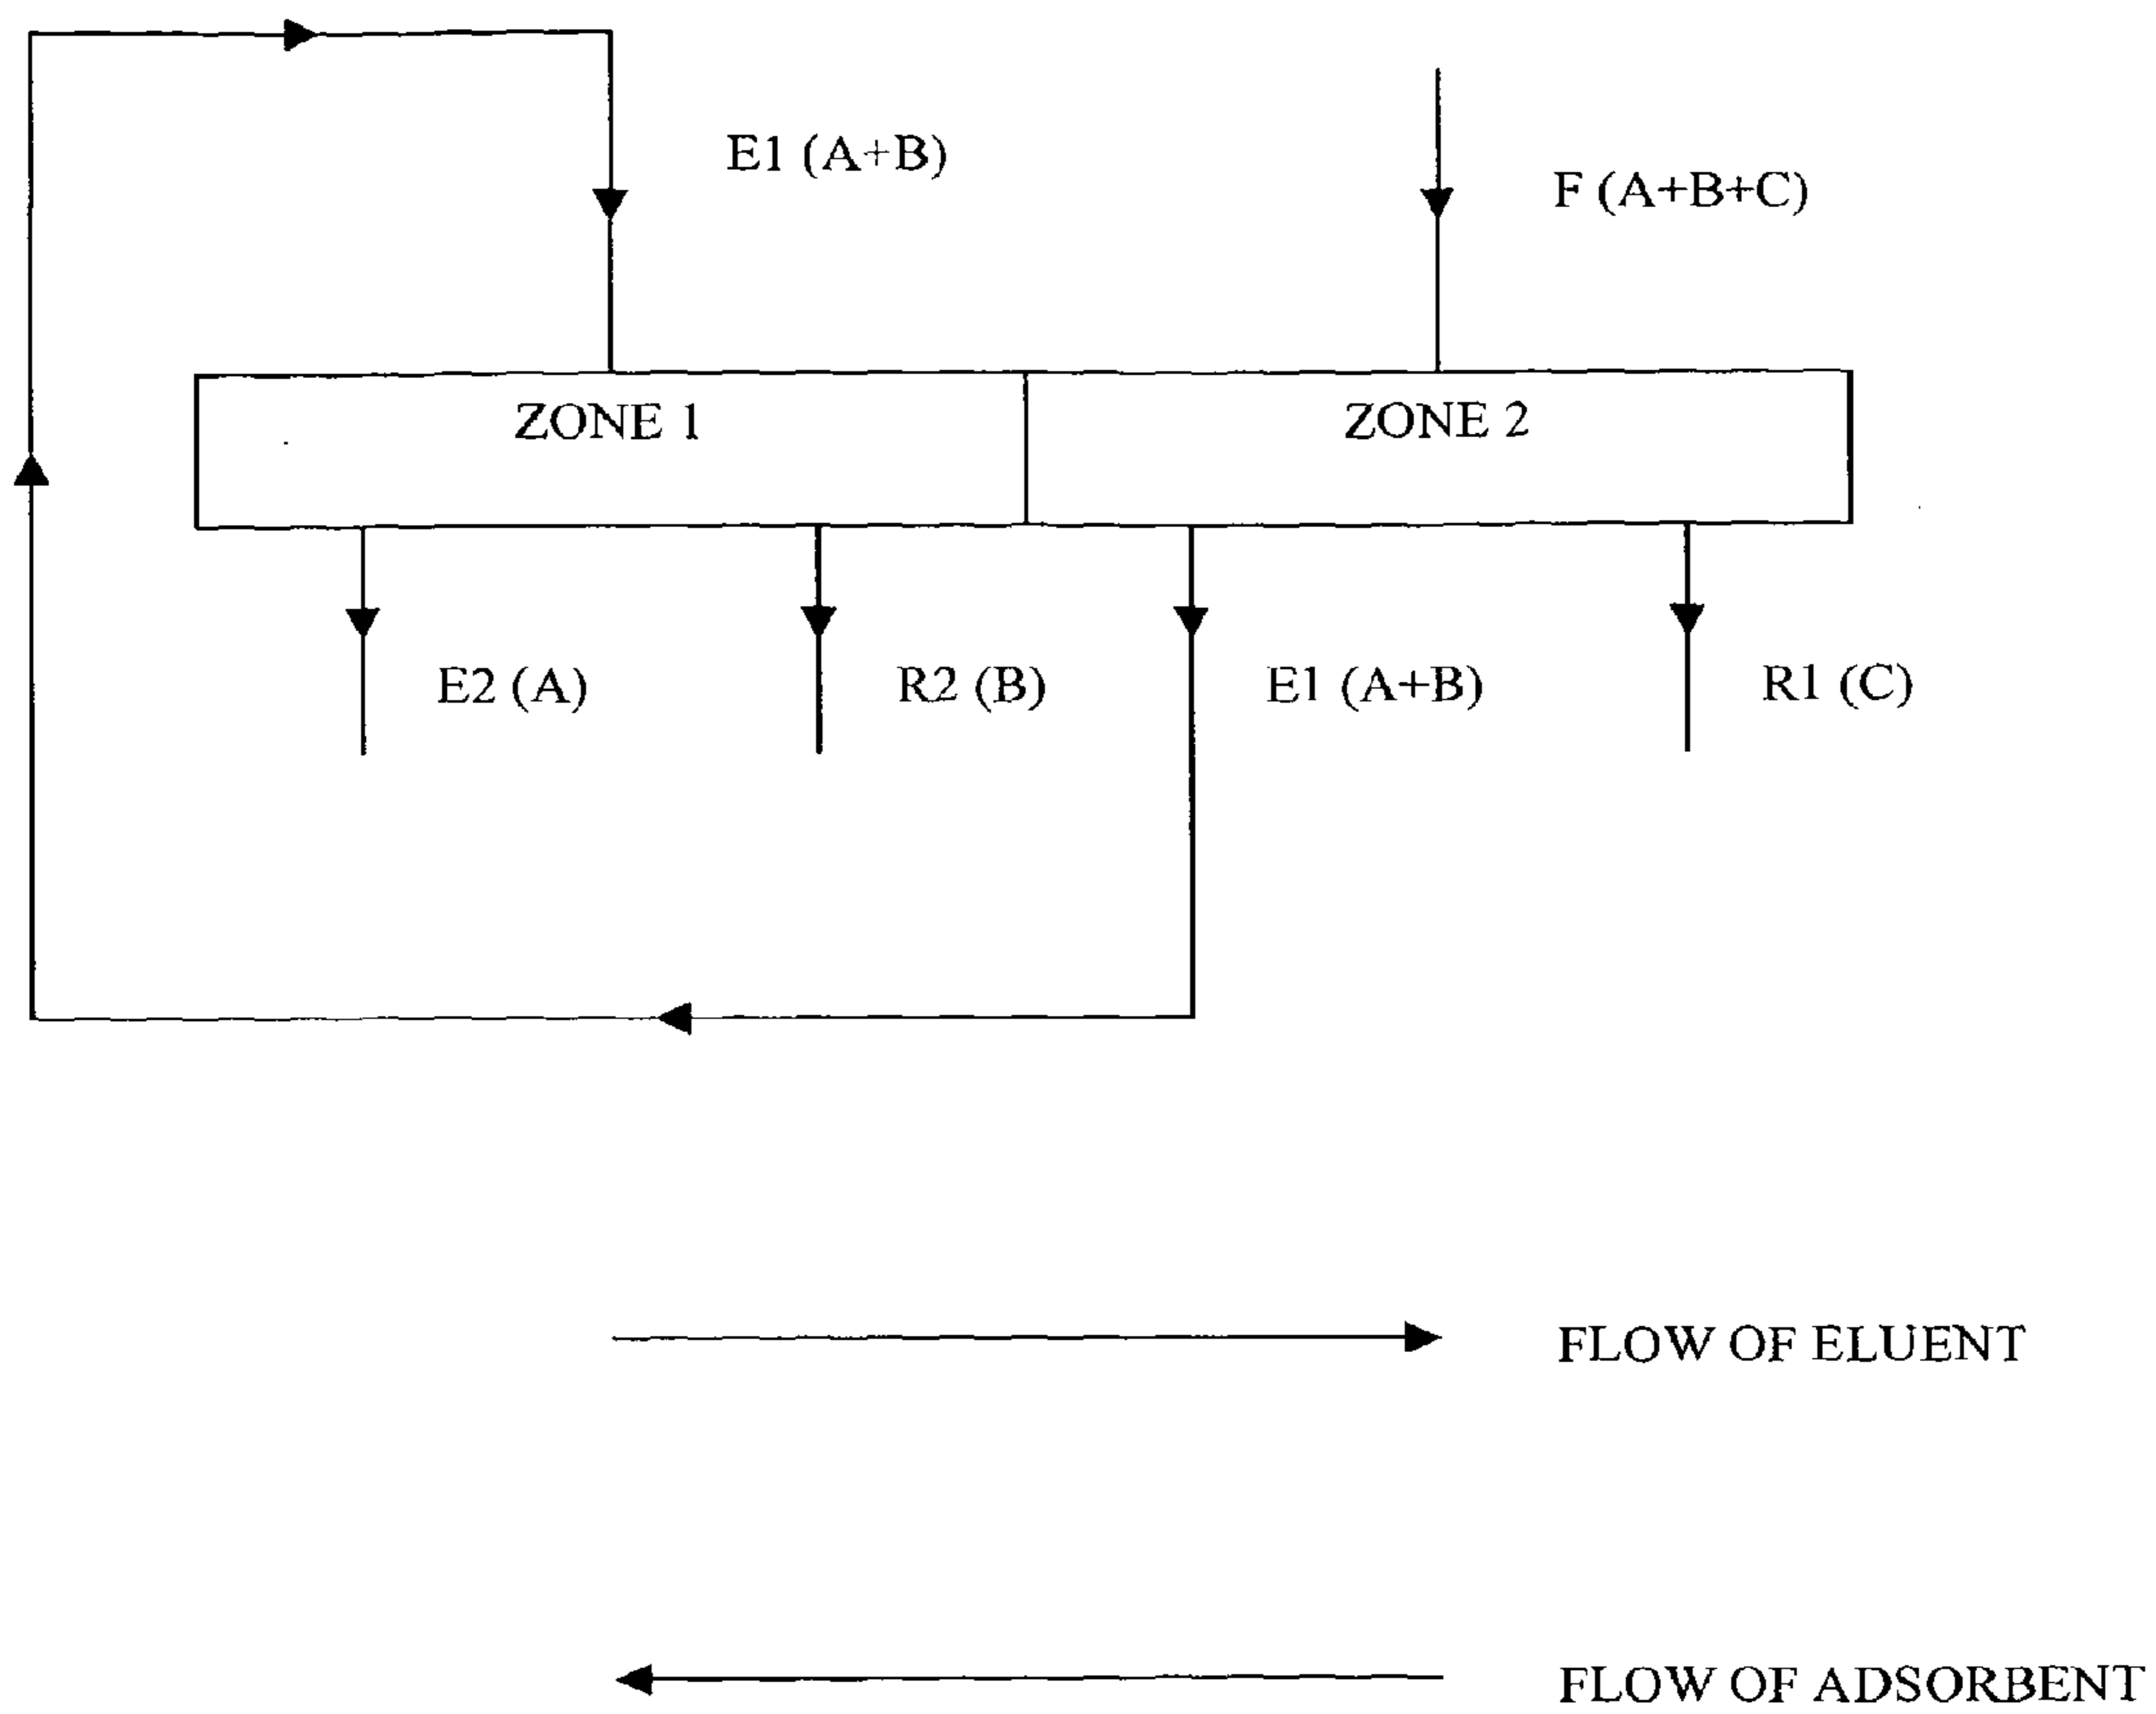 E1 (A+B)
F (A+B+C)
ZONE 1
ZONE 2
E2 (A)
R2 (B)
E1 (A+B)
R1 (C)
FLOW OF ELUENT
FLOW OF ADSORBENT